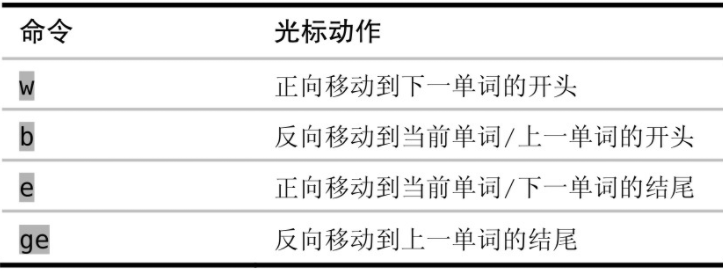 命令 光标动作
w 正向移动到下一单词的开头
b 反向移动到当前单词/上一单词的开头
e 正向移动到当前单词/下一单词的结尾
ge 反向移动到上一单词的结尾